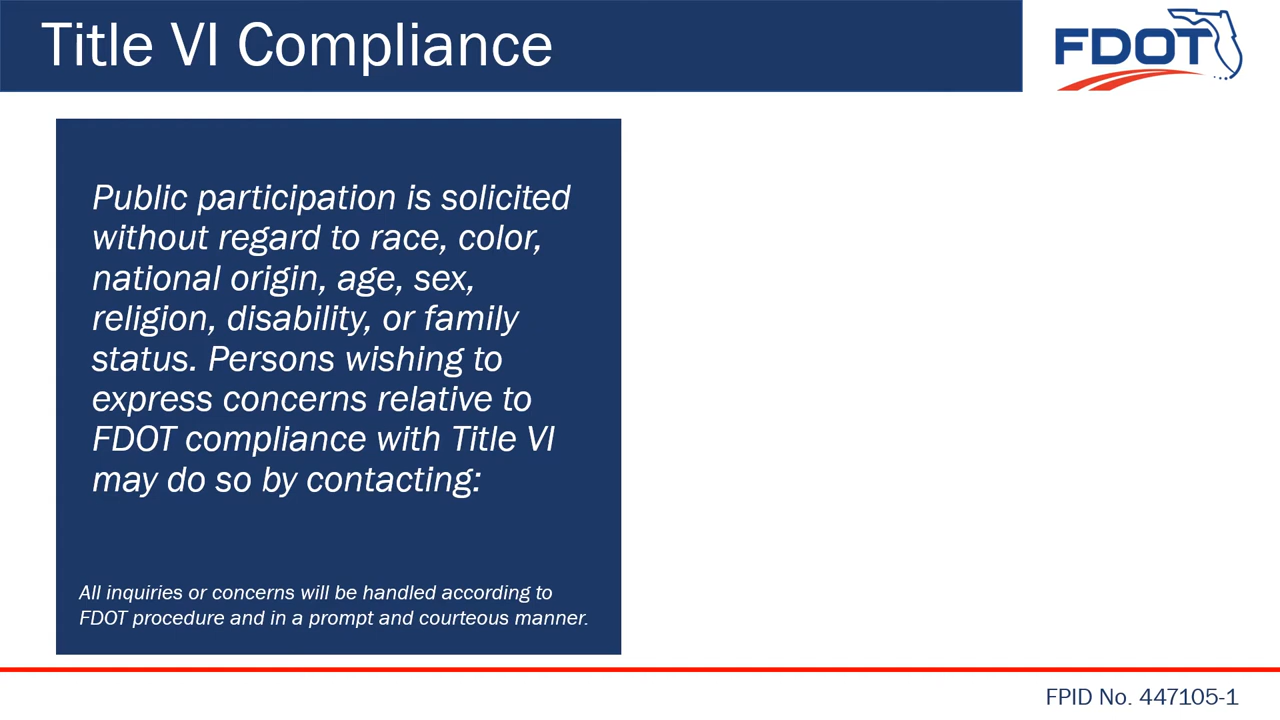 Title VI Compliance
FDOT
Public participation is solicited
without regard to race, color,
national origin, age, sex,
religion, disability, or family
status. Persons wishing to
express concerns relative to
FDOT compliance with Title VI
may do so by contacting:
All inquiries or concerns will be handled according to
FDOT procedure and in a prompt and courteous manner.
FPID No. 447105-1